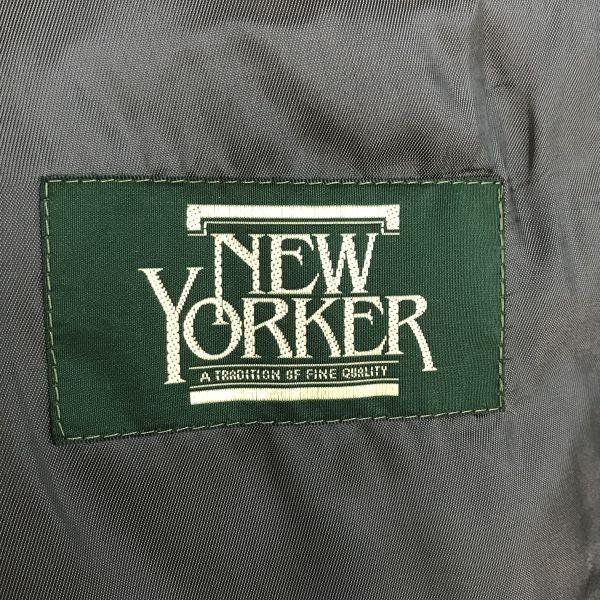 NEW
YORKER
A TRADITION OF FINE QUALITY